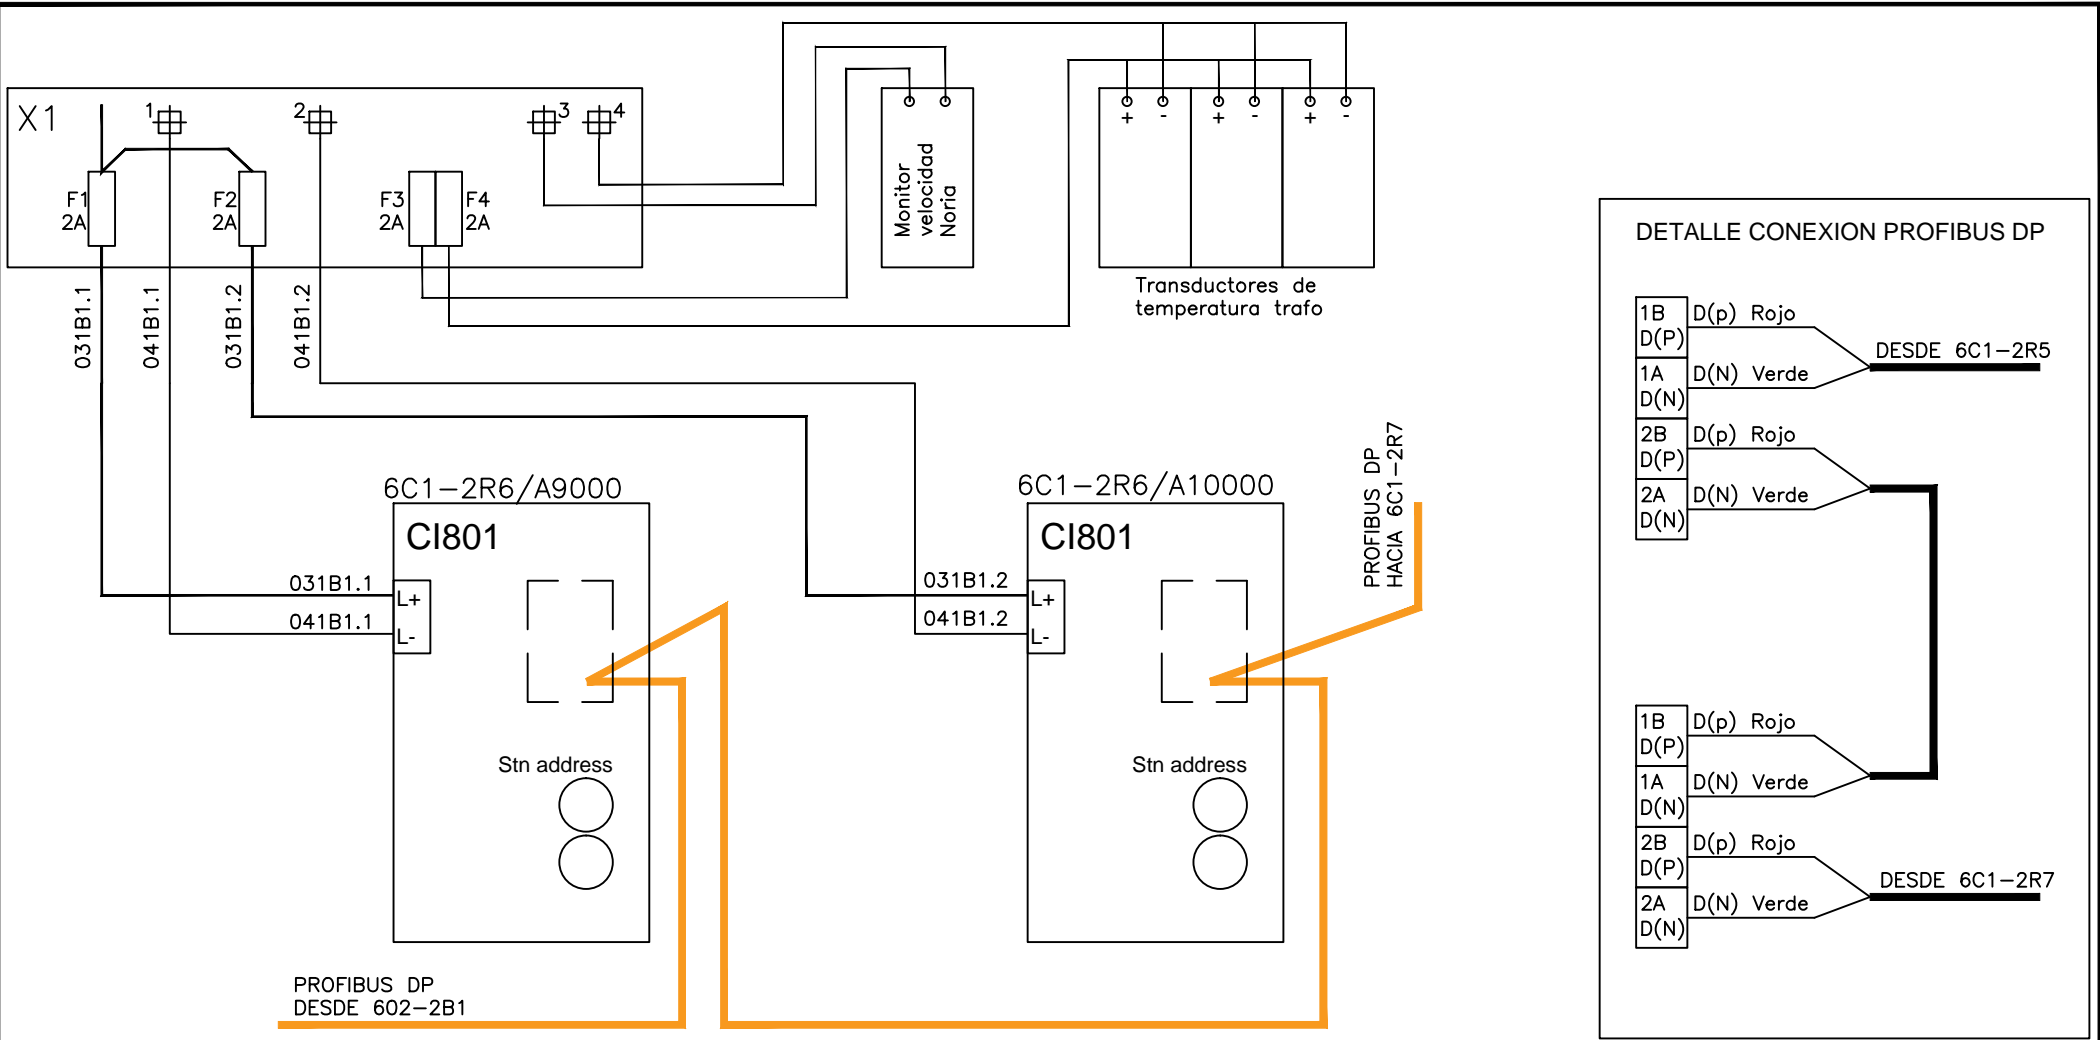 X1
1
2
3
4
F1
2A
F2
2A
F3
2A
F4
2A
031B1.1
041B1.1
031B1.2
041B1.2
Monitor
velocidad
Noria
+ - + - + -
Transductores de
temperatura trafo
6C1-2R6/A9000
CI801
031B1.1
L+
041B1.1
L-
Stn address
6C1-2R6/A10000
CI801
031B1.2
L+
041B1.2
L-
Stn address
PROFIBUS DP
HACIA 6C1-2R7
PROFIBUS DP
DESDE 602-2B1
DETALLE CONEXION PROFIBUS DP
1B D(p) Rojo
D(P)
DESDE 6C1-2R5
1A D(N) Verde
D(N)
2B D(p) Rojo
D(P)
2A D(N) Verde
D(N)
1B D(p) Rojo
D(P)
1A D(N) Verde
D(N)
2B D(p) Rojo
D(P)
DESDE 6C1-2R7
2A D(N) Verde
D(N)